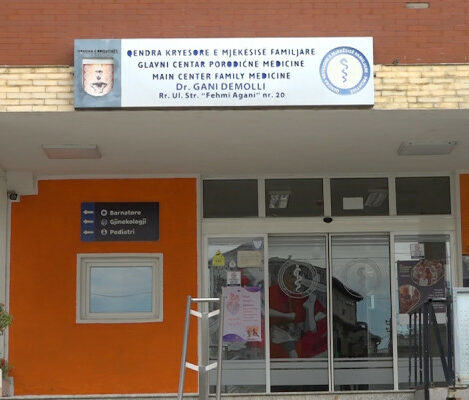 QENDRA KRYESORE E MJEKËSISË FAMILJARE
GLAVNI CENTAR PORODIČNE MEDICINE
MAIN CENTER FAMILY MEDICINE
Dr. GANI DEMOLLI
Rr. Ul. Str. "Fehmi Agani" nr. 20
Barnatore
Gjinekologji
Pediatri